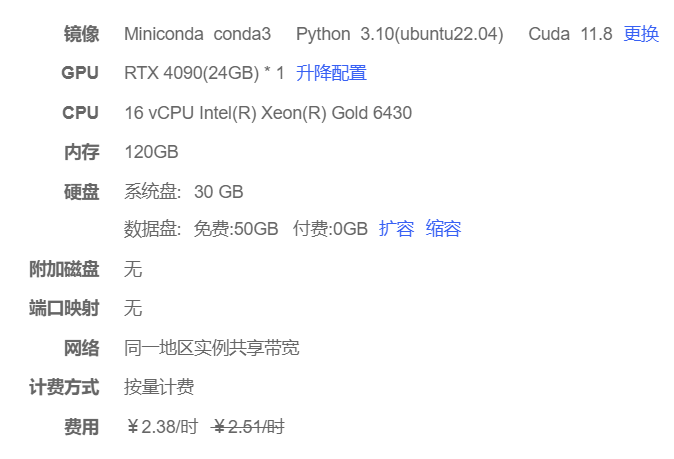 镜像 Miniconda conda3 Python 3.10(ubuntu22.04) Cuda 11.8 更换
GPU RTX 4090(24GB) * 1 升降配置
CPU 16 vCPU Intel(R) Xeon(R) Gold 6430
内存 120GB
硬盘 系统盘: 30 GB
数据盘: 免费:50GB 付费:0GB 扩容 缩容
附加磁盘 无
端口映射 无
网络 同一地区实例共享带宽
计费方式 按量计费
费用 ¥2.38/时 ¥2.51/时